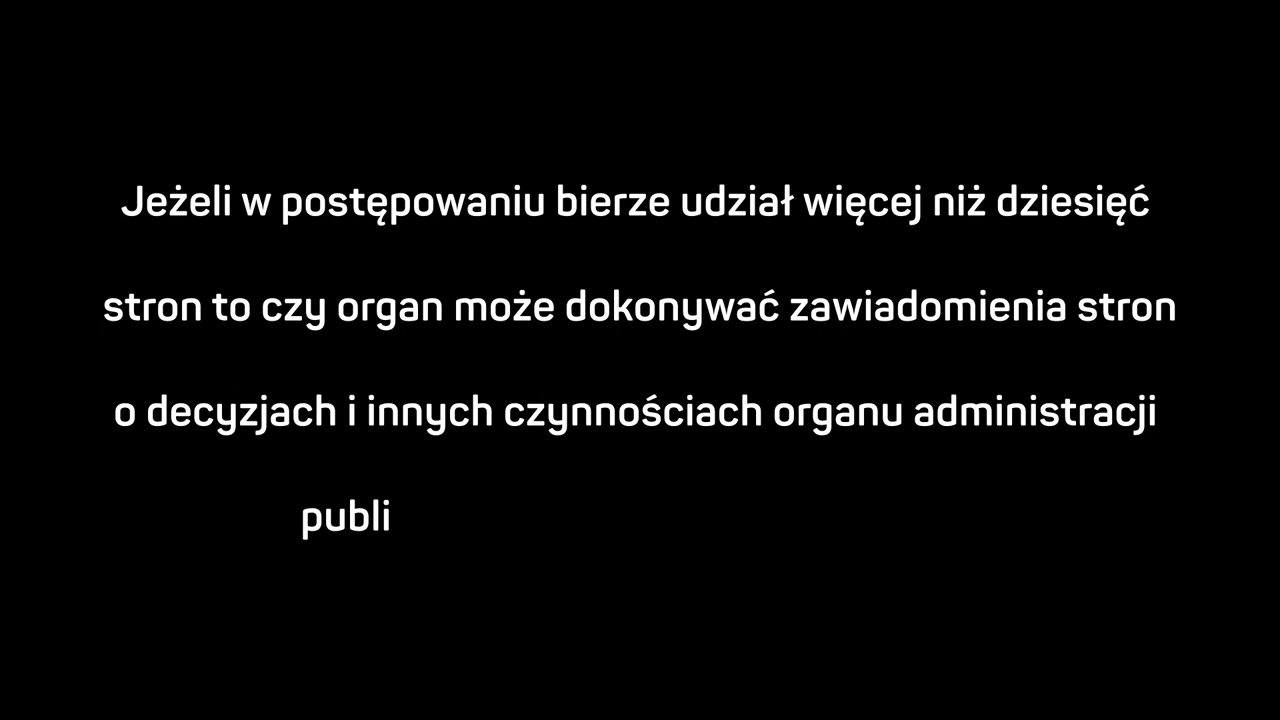 Jeżeli w postępowaniu bierze udział więcej niż dziesięć
stron to czy organ może dokonywać zawiadomienia stron
o decyzjach i innych czynnościach organu administracji
publi